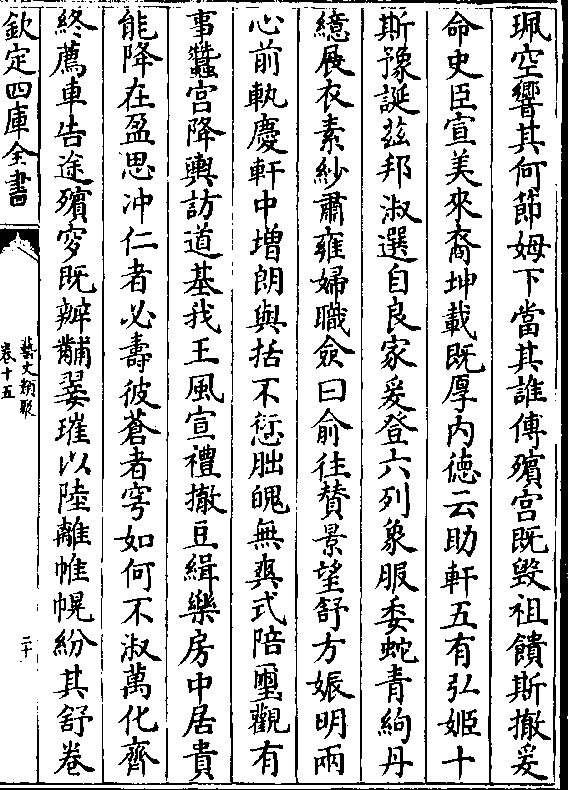 珮空響其何節姆下當其誰傳殯宮既毀祖饋斯撤爰
命史臣宣美來裔坤載既厚内徳云助軒五有弘姬十
斯豫誕兹邦淑選自良家爰登六列象服委蛇青絇丹
繶展衣素紗肅雍婦職僉曰俞往賛景望舒方娠明兩
心前執慶軒中増朗與括不愆朏魄無爽式陪璽觀有
事蠶宮降輿訪道基我王風宣禮撤豆緝樂房中居貴
能降在盈思冲仁者必壽彼蒼者穹如何不淑萬化齊
終薦車告途殯穸既辦黼翣璀以陸離帷幌紛其舒卷
欽定四庫全書
藝文類聚
卷十五
二十